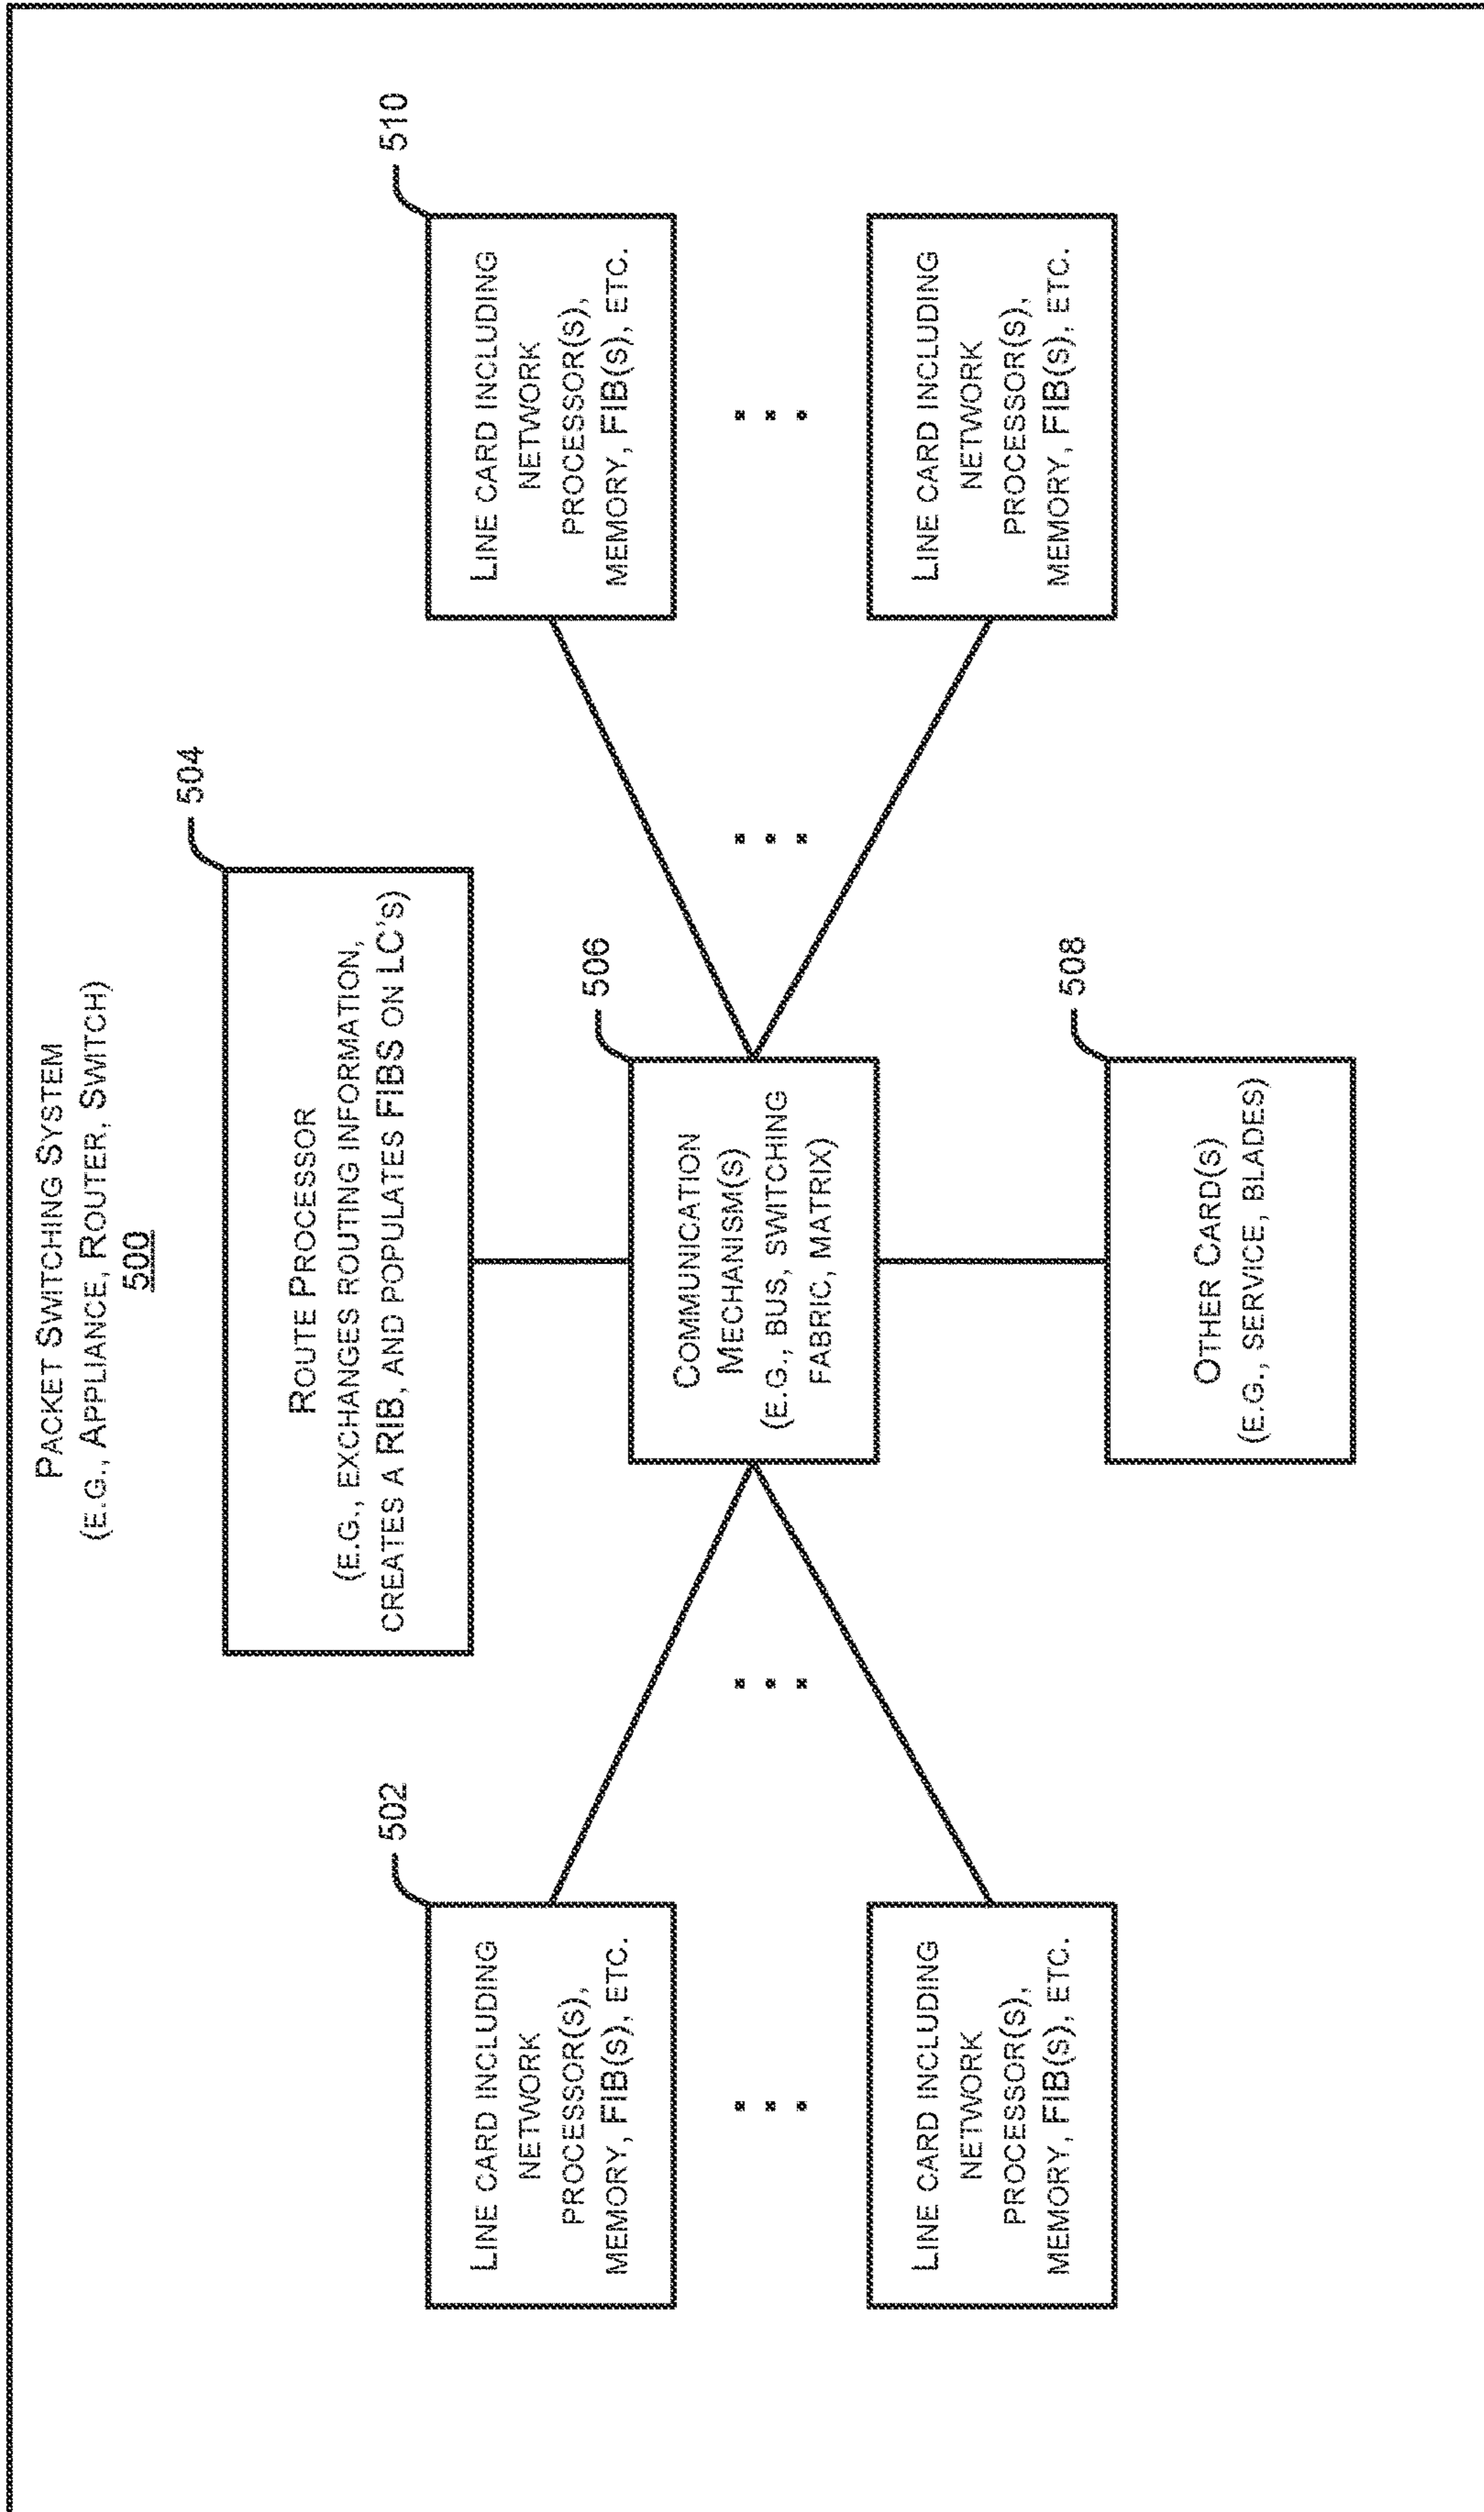 PACKET SWITCHING SYSTEM
(E.G., APPLIANCE, ROUTER, SWITCH)
500
504
ROUTE PROCESSOR
(E.G., EXCHANGES ROUTING INFORMATION,
CREATES A RIB, AND POPULATES FIBS ON LC'S)
502
LINE CARD INCLUDING
NETWORK
PROCESSOR(S),
MEMORY, FIB(S), ETC.
506
COMMUNICATION
MECHANISM(S)
(E.G., BUS, SWITCHING
FABRIC, MATRIX)
510
LINE CARD INCLUDING
NETWORK
PROCESSOR(S),
MEMORY, FIB(S), ETC.
...
...
...
...
LINE CARD INCLUDING
NETWORK
PROCESSOR(S),
MEMORY, FIB(S), ETC.
LINE CARD INCLUDING
NETWORK
PROCESSOR(S),
MEMORY, FIB(S), ETC.
508
OTHER CARD(S)
(E.G., SERVICE, BLADES)